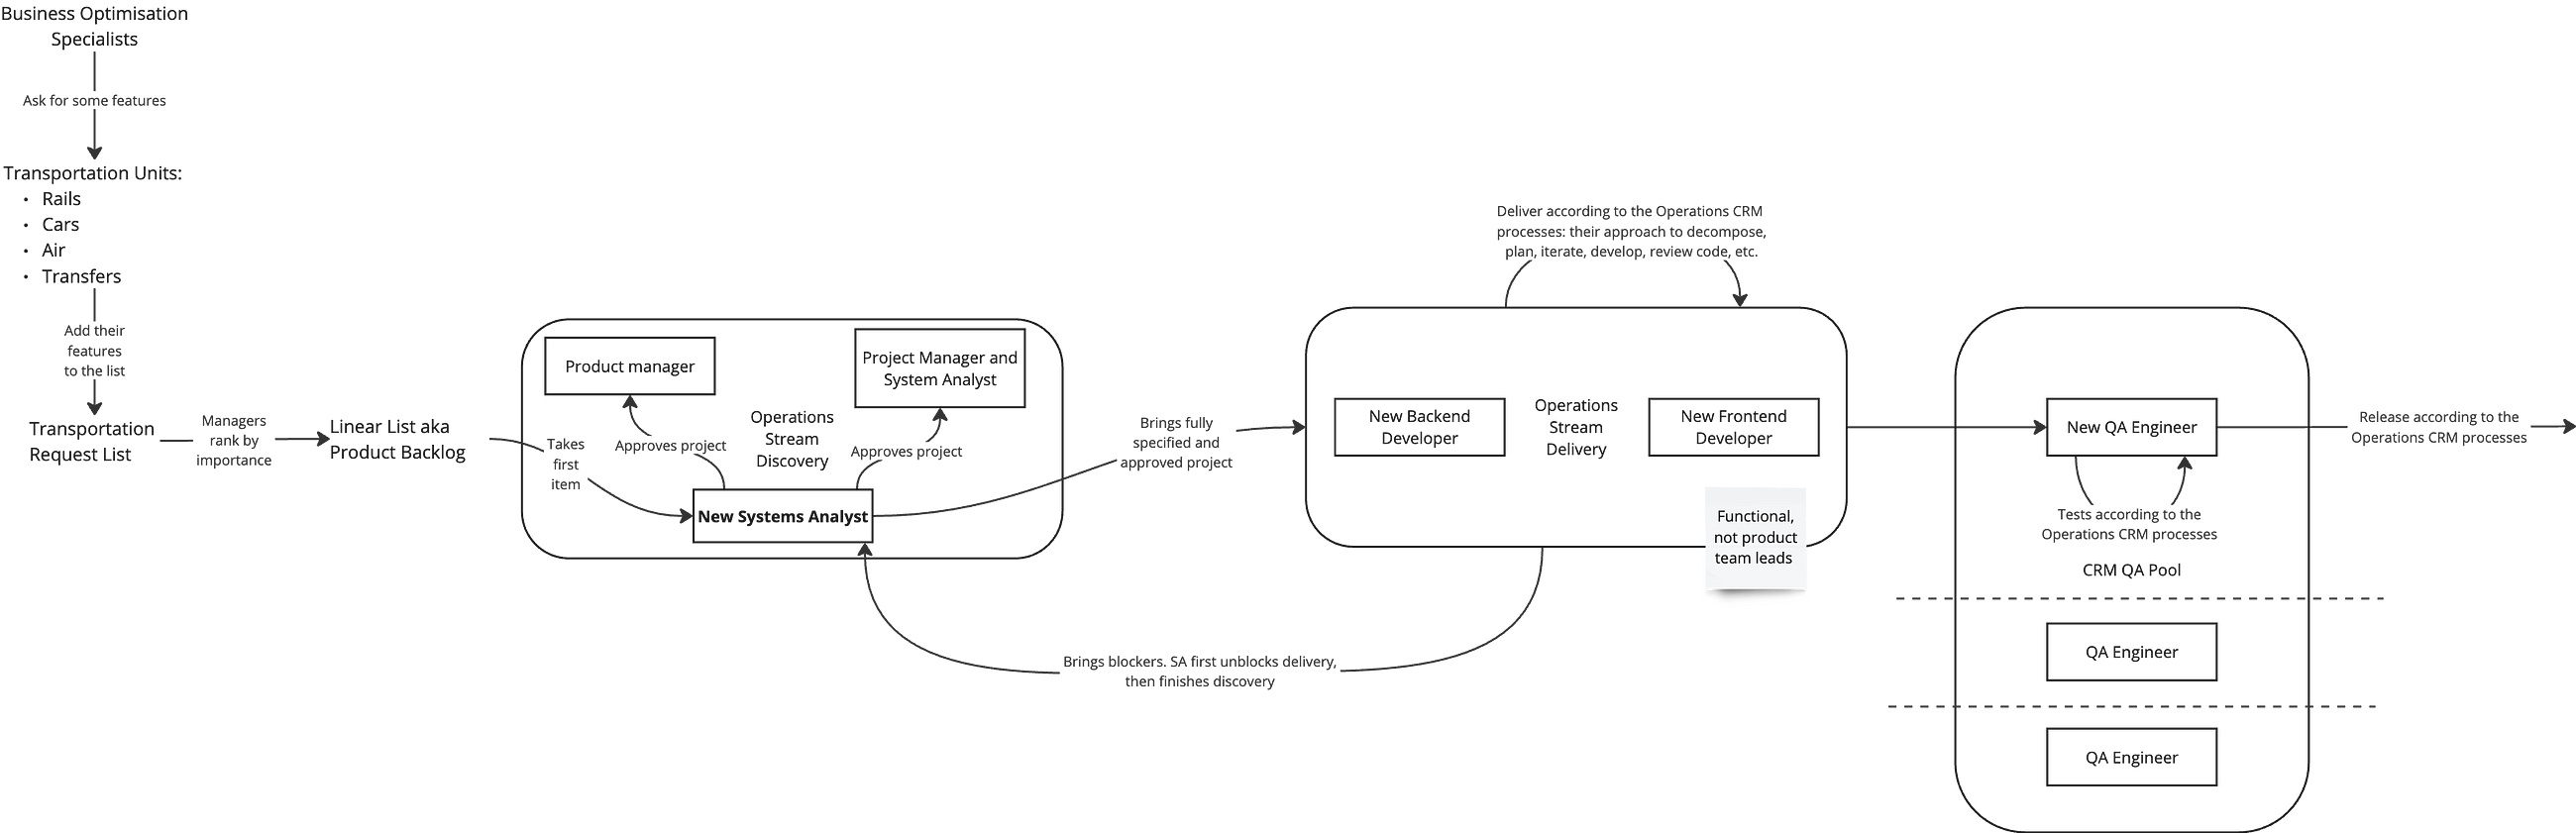 Business Optimisation
Specialists
Ask for some features
Transportation Units:
• Rails
• Cars
• Air
• Transfers
Add their
features
to the list
Transportation
Request List
Managers
rank by
importance
Linear List aka
Product Backlog
Takes
first
item
Product manager
Project Manager and
System Analyst
Approves project
Operations
Stream
Discovery
Approves project
New Systems Analyst
Brings fully
specified and
approved project
Deliver according to the Operations CRM
processes: their approach to decompose,
plan, iterate, develop, review code, etc.
New Backend
Developer
Operations
Stream
Delivery
New Frontend
Developer
Functional,
not product
team leads
Brings blockers. SA first unblocks delivery,
then finishes discovery
New QA Engineer
Tests according to the
Operations CRM processes
CRM QA Pool
QA Engineer
QA Engineer
Release according to the
Operations CRM processes